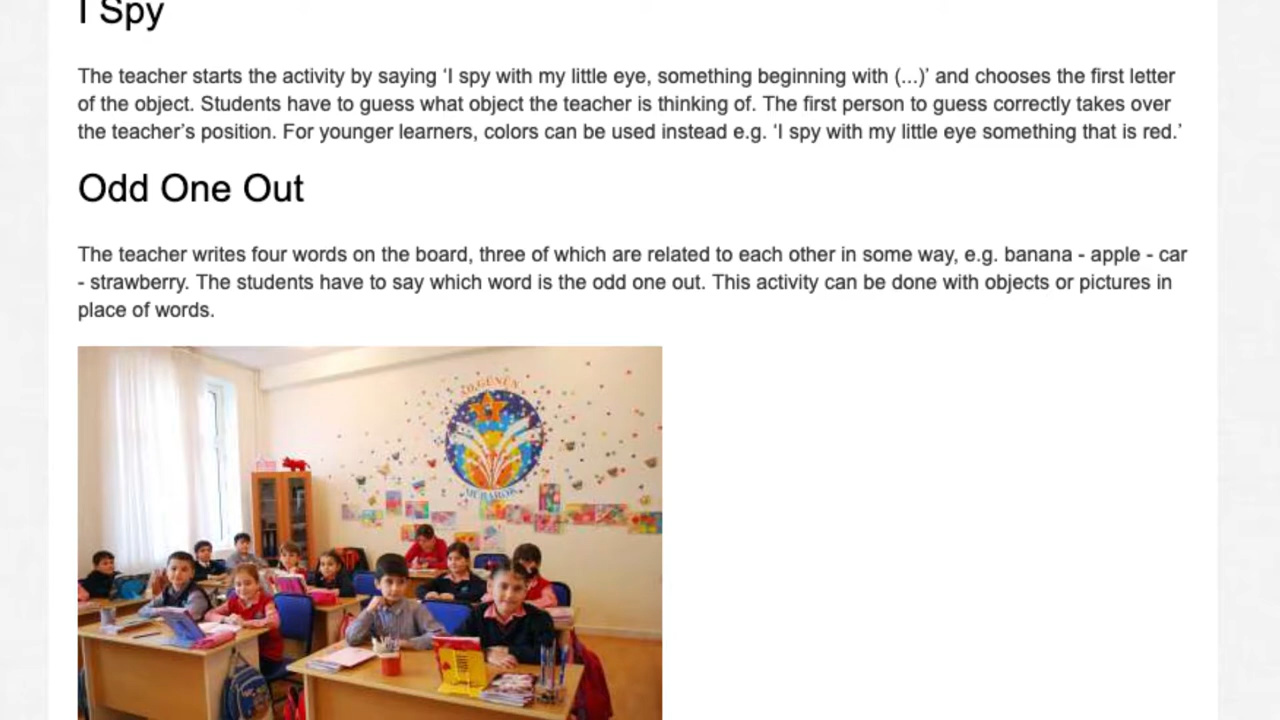 I Spy
The teacher starts the activity by saying ‘I spy with my little eye, something beginning with (...)’ and chooses the first letter
of the object. Students have to guess what object the teacher is thinking of. The first person to guess correctly takes over
the teacher’s position. For younger learners, colors can be used instead e.g. ‘I spy with my little eye something that is red.’
Odd One Out
The teacher writes four words on the board, three of which are related to each other in some way, e.g. banana - apple - car
- strawberry. The students have to say which word is the odd one out. This activity can be done with objects or pictures in
place of words.